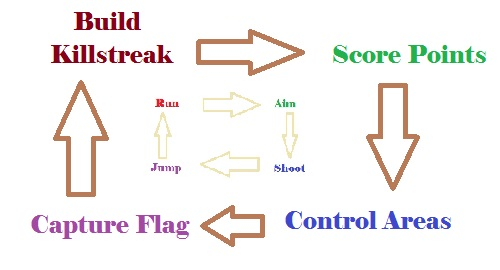 Build
Killstreak
Score Points
Run
Aim
Jump
Shoot
Capture Flag
Control Areas